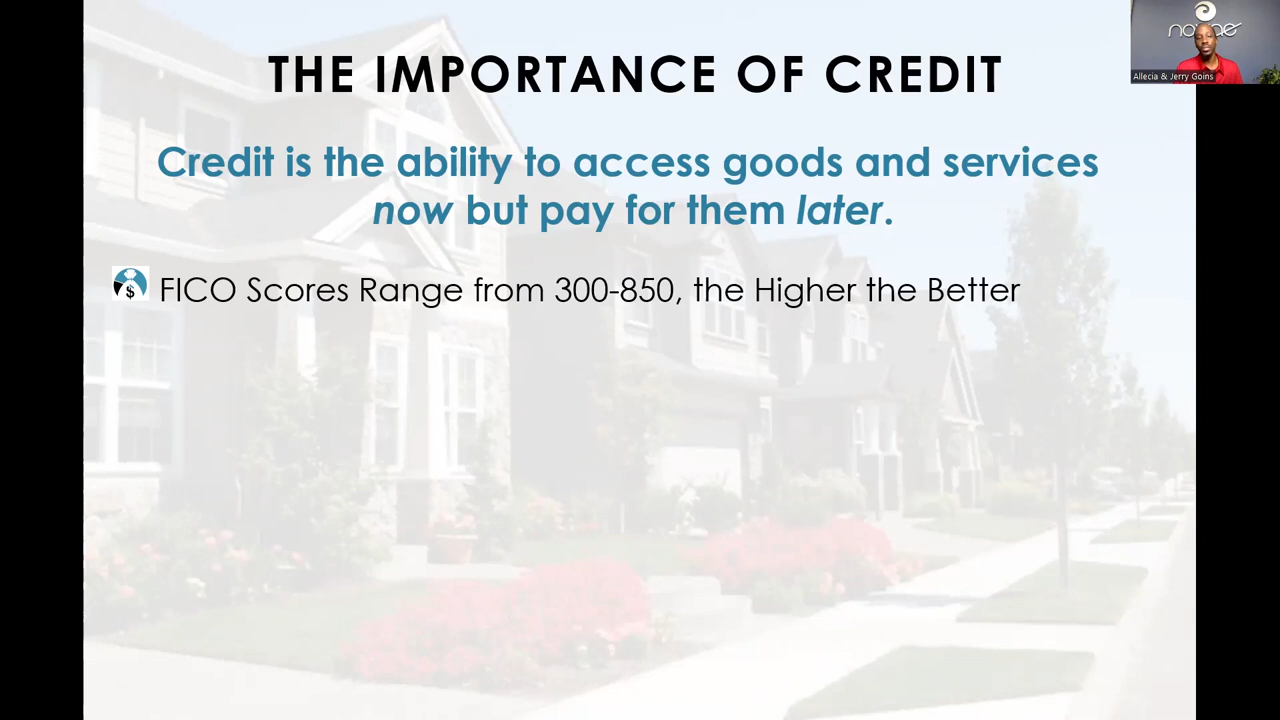 THE IMPORTANCE OF CREDIT
Credit is the ability to access goods and services
now but pay for them later.
$ FICO Scores Range from 300-850, the Higher the Better
Allecia & Jerry Goins